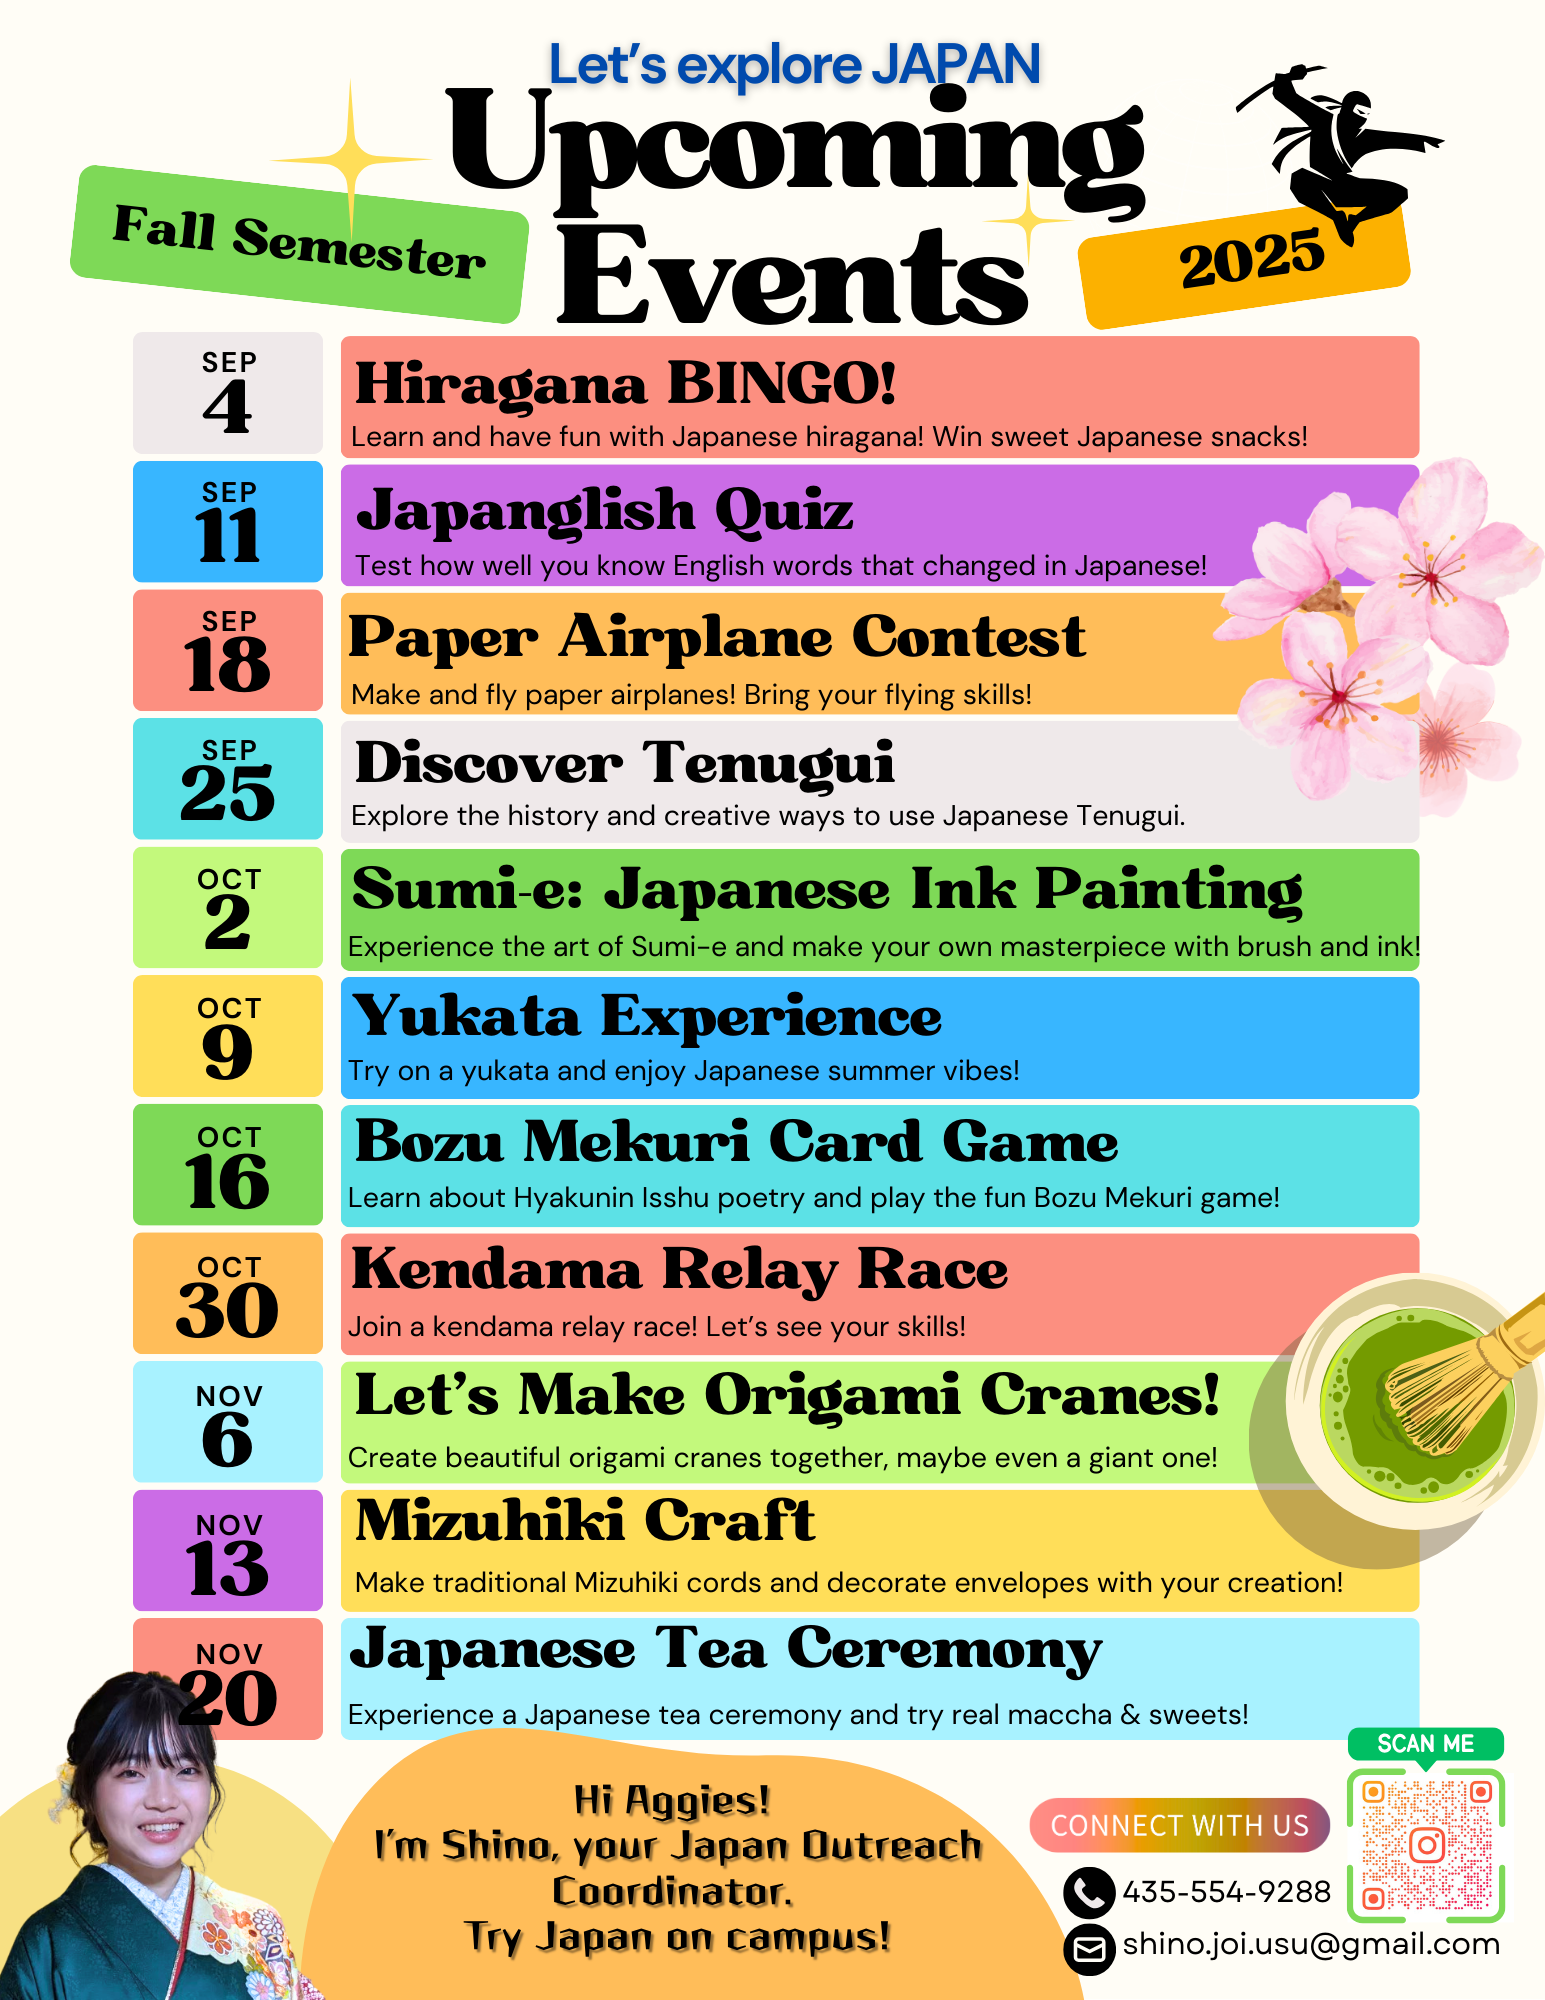 Let's explore JAPAN
Upcoming
Events
Fall Semester
2025
SEP
4
Hiragana BINGO!
Learn and have fun with Japanese hiragana! Win sweet Japanese snacks!
SEP
11
Japanglish Quiz
Test how well you know English words that changed in Japanese!
SEP
18
Paper Airplane Contest
Make and fly paper airplanes! Bring your flying skills!
SEP
25
Discover Tenugui
Explore the history and creative ways to use Japanese Tenugui.
OCT
2
Sumi-e: Japanese Ink Painting
Experience the art of Sumi-e and make your own masterpiece with brush and ink!
OCT
9
Yukata Experience
Try on a yukata and enjoy Japanese summer vibes!
OCT
16
Bozu Mekuri Card Game
Learn about Hyakunin Isshu poetry and play the fun Bozu Mekuri game!
OCT
30
Kendama Relay Race
Join a kendama relay race! Let's see your skills!
NOV
6
Let's Make Origami Cranes!
Create beautiful origami cranes together, maybe even a giant one!
NOV
13
Mizuhiki Craft
Make traditional Mizuhiki cords and decorate envelopes with your creation!
NOV
20
Japanese Tea Ceremony
Experience a Japanese tea ceremony and try real maccha & sweets!
Hi Aggies!
I'm Shino, your Japan Outreach
Coordinator.
Try Japan on campus!
SCAN ME
CONNECT WITH US
435-554-9288
shino.joi.usu@gmail.com